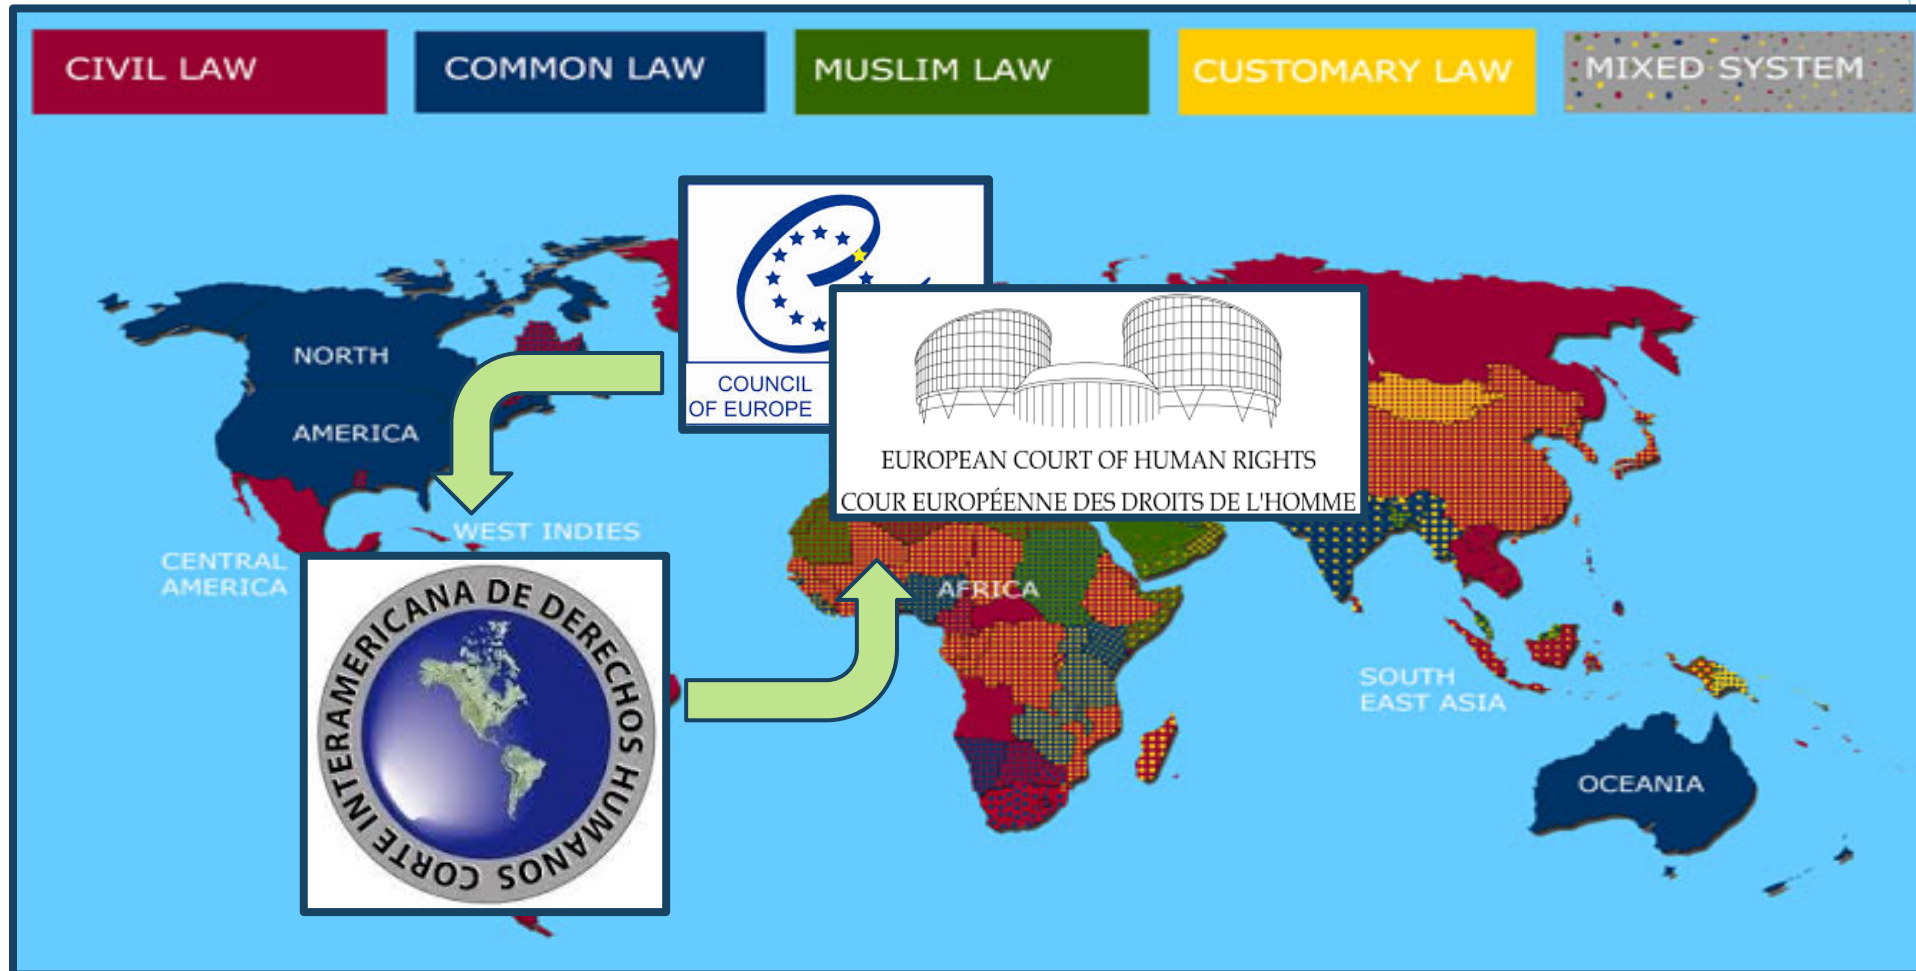 CIVIL LAW
COMMON LAW
MUSLIM LAW
CUSTOMARY LAW
MIXED SYSTEM
NORTH
AMERICA
CENTRAL
AMERICA
WEST INDIES
COUNCIL
OF EUROPE
EUROPEAN COURT OF HUMAN RIGHTS
COUR EUROPÉENNE DES DROITS DE L'HOMME
CORTE INTERAMERICANA DE DERECHOS HUMANOS
AFRICA
SOUTH
EAST ASIA
OCEANIA